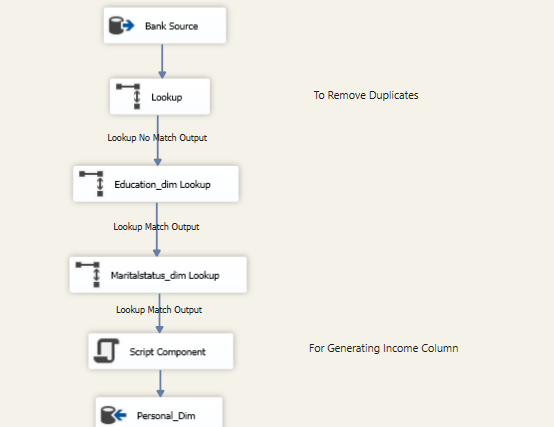 Bank Source
Lookup
To Remove Duplicates
Lookup No Match Output
Education_dim Lookup
Lookup Match Output
Maritalstatus_dim Lookup
Lookup Match Output
Script Component
For Generating Income Column
Personal_Dim